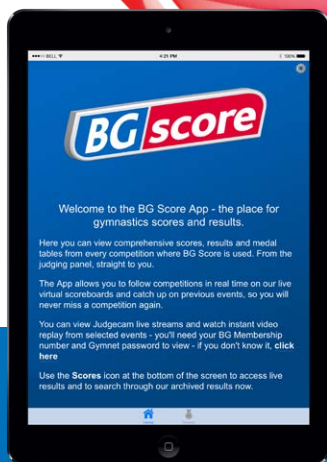 BELL
4:21 PM
100%
BG score
Welcome to the BG Score App - the place for
gymnastics scores and results.
Here you can view comprehensive scores, results and medal
tables from every competition where BG Score is used. From the
judging panel, straight to you.
The App allows you to follow competitions in real time on our live
virtual scoreboards and catch up on previous events, so you will
never miss a competition again.
You can view Judgecam live streams and watch instant video
replay from selected events - you'll need your BG Membership
number and Gymnet password to view - if you don't know it, click
here
Use the Scores icon at the bottom of the screen to access live
results and to search through our archived results now.